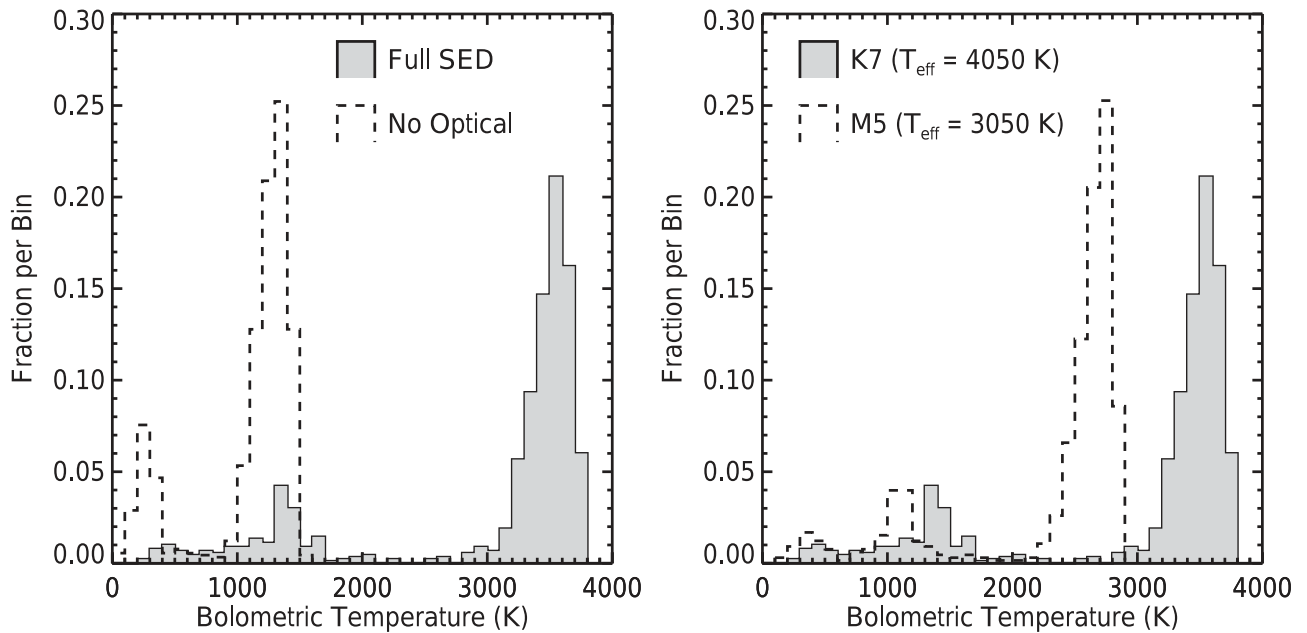 0.30
0.25
0.20
0.15
0.10
0.05
0.00
Fraction per Bin
Full SED
No Optical
0 1000 2000 3000 4000
Bolometric Temperature (K)
0.30
0.25
0.20
0.15
0.10
0.05
0.00
Fraction per Bin
K7 (Teff = 4050 K)
M5 (Teff = 3050 K)
0 1000 2000 3000 4000
Bolometric Temperature (K)